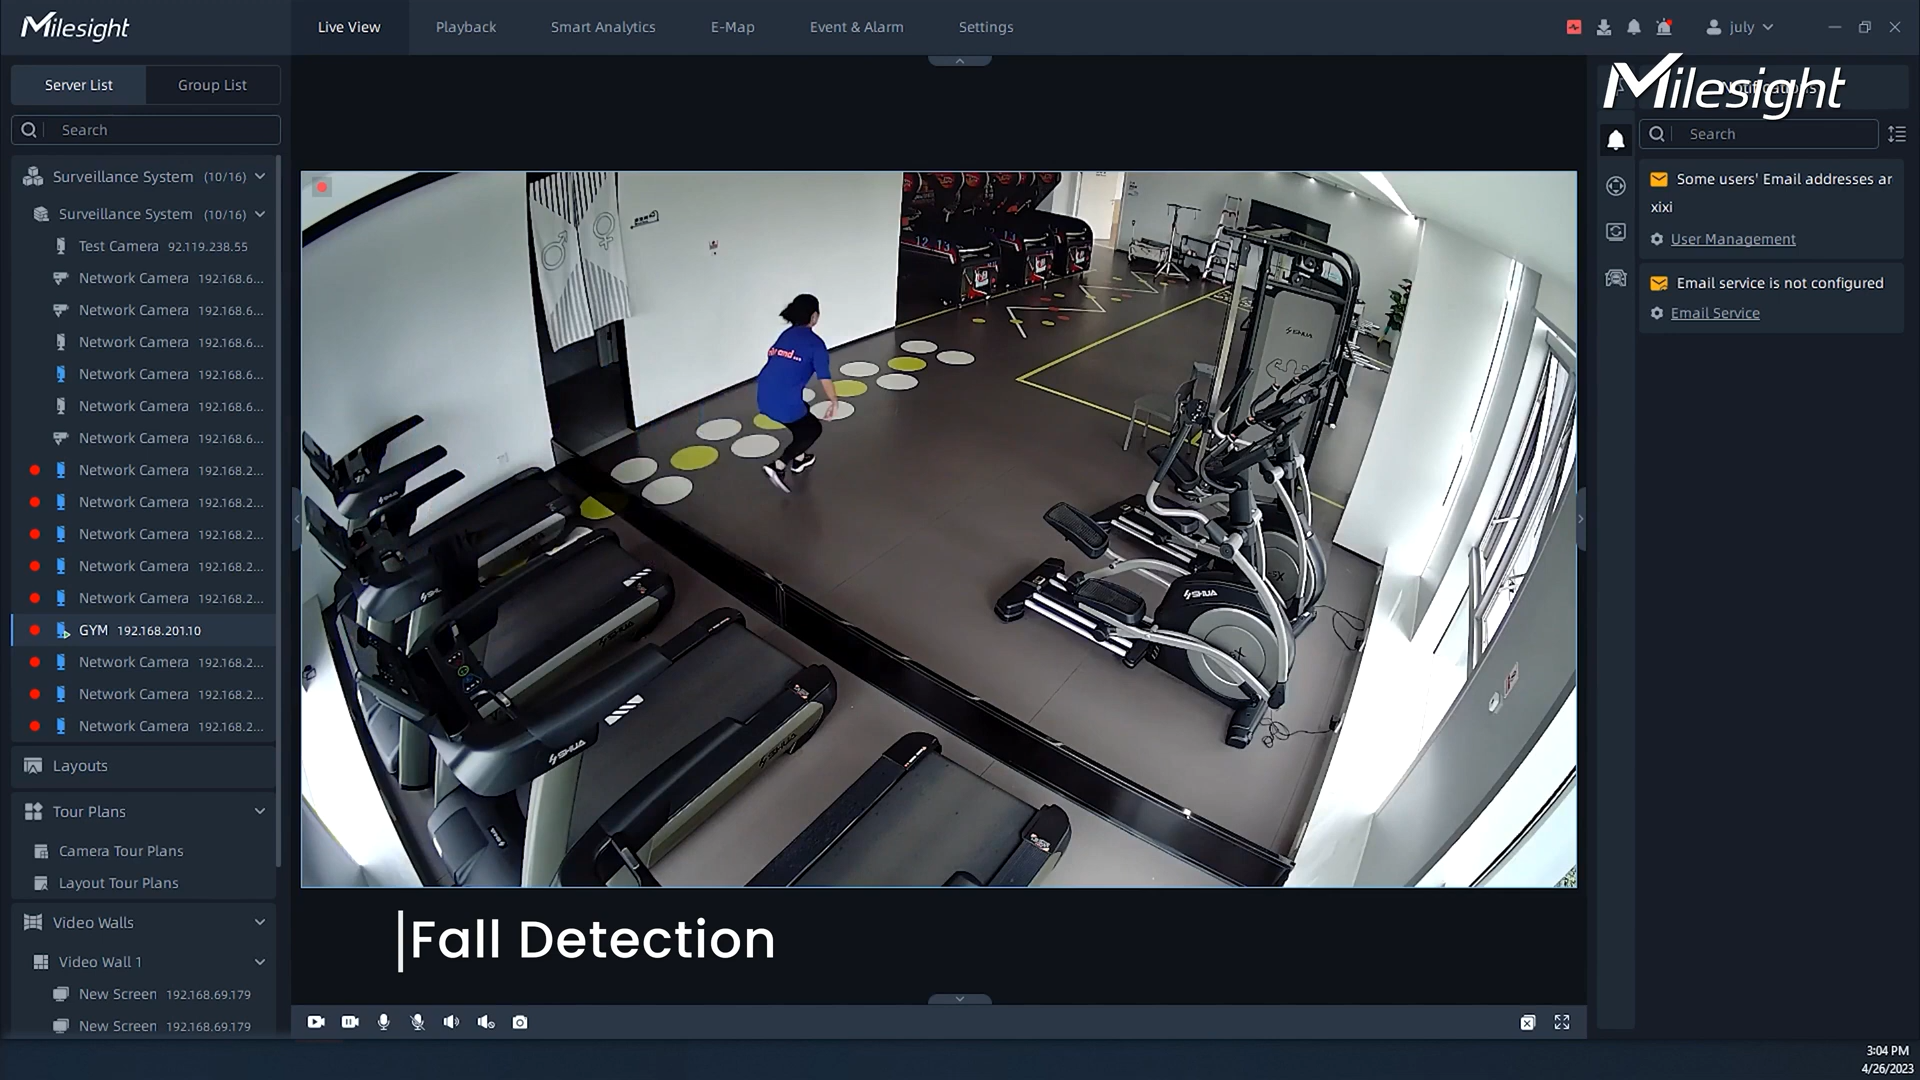 Milesight
Live View
Playback
Smart Analytics
E-Map
Event & Alarm
Settings
july
Server List
Group List
Search
Surveillance System (10/16)
Surveillance System (10/16)
Test Camera 92.119.238.55
Network Camera 192.168.6...
Network Camera 192.168.6...
Network Camera 192.168.6...
Network Camera 192.168.6...
Network Camera 192.168.6...
Network Camera 192.168.6...
Network Camera 192.168.2...
Network Camera 192.168.2...
Network Camera 192.168.2...
Network Camera 192.168.2...
Network Camera 192.168.2...
GYM 192.168.201.10
Network Camera 192.168.2...
Network Camera 192.168.2...
Network Camera 192.168.2...
Layouts
Tour Plans
Camera Tour Plans
Layout Tour Plans
Video Walls
Video Wall 1
New Screen 192.168.69.179
New Screen 192.168.69.179
SHUA
SHUA
SHUA
SHUA
Fall Detection
Milesight
Notifications
Search
Some users' Email addresses ar
xixi
User Management
Email service is not configured
Email Service
3:04 PM
4/26/2023